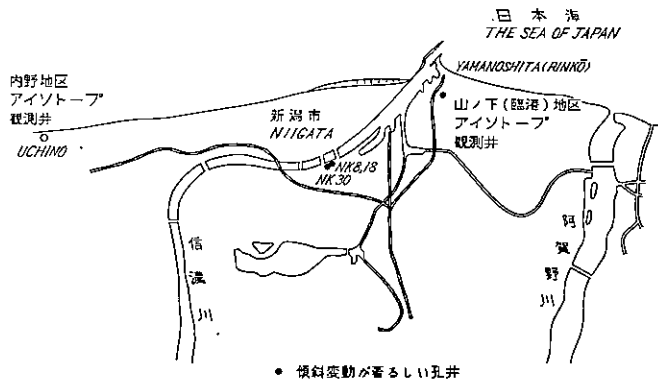 日本海
THE SEA OF JAPAN
YAMANOSHITA(RINKŌ)
内野地区
アイソトープ
観測井
UCHINO
新潟市
NIIGATA
山ノ下(臨港)地区
アイソトープ
観測井
NK8,18
NK30
信濃川
阿賀野川
● 傾斜変動が著るしい孔井